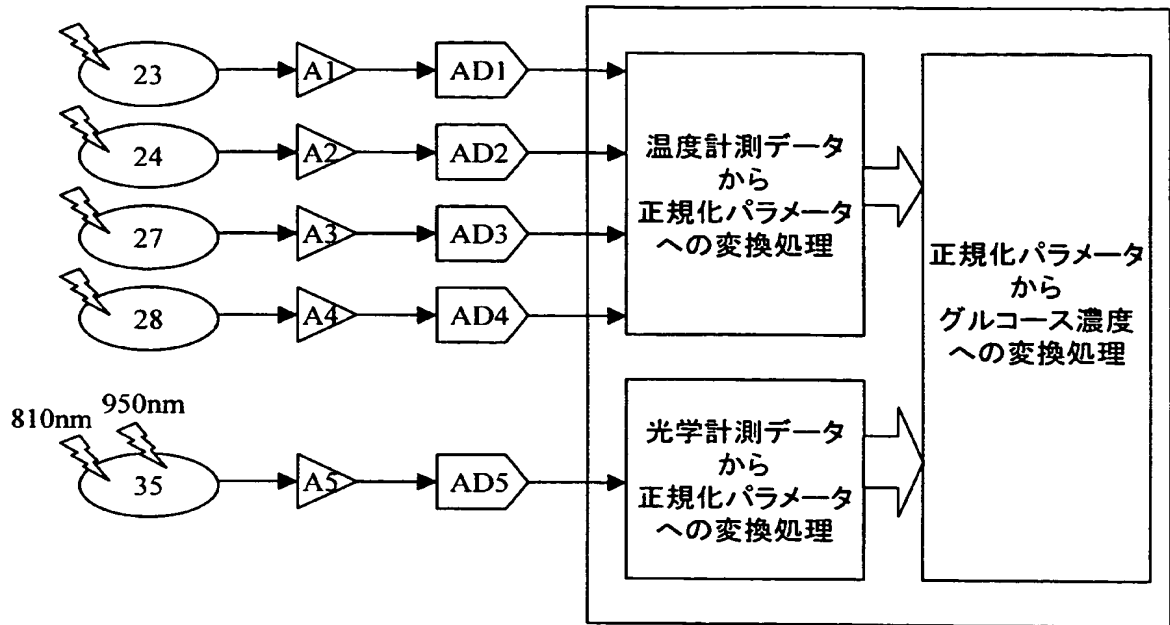 23
A1
AD1
24
A2
AD2
27
A3
AD3
28
A4
AD4
温度計測データ
から
正規化パラメータ
への変換処理
810nm
950nm
35
A5
AD5
光学計測データ
から
正規化パラメータ
への変換処理
正規化パラメータ
から
グルコース濃度
への変換処理